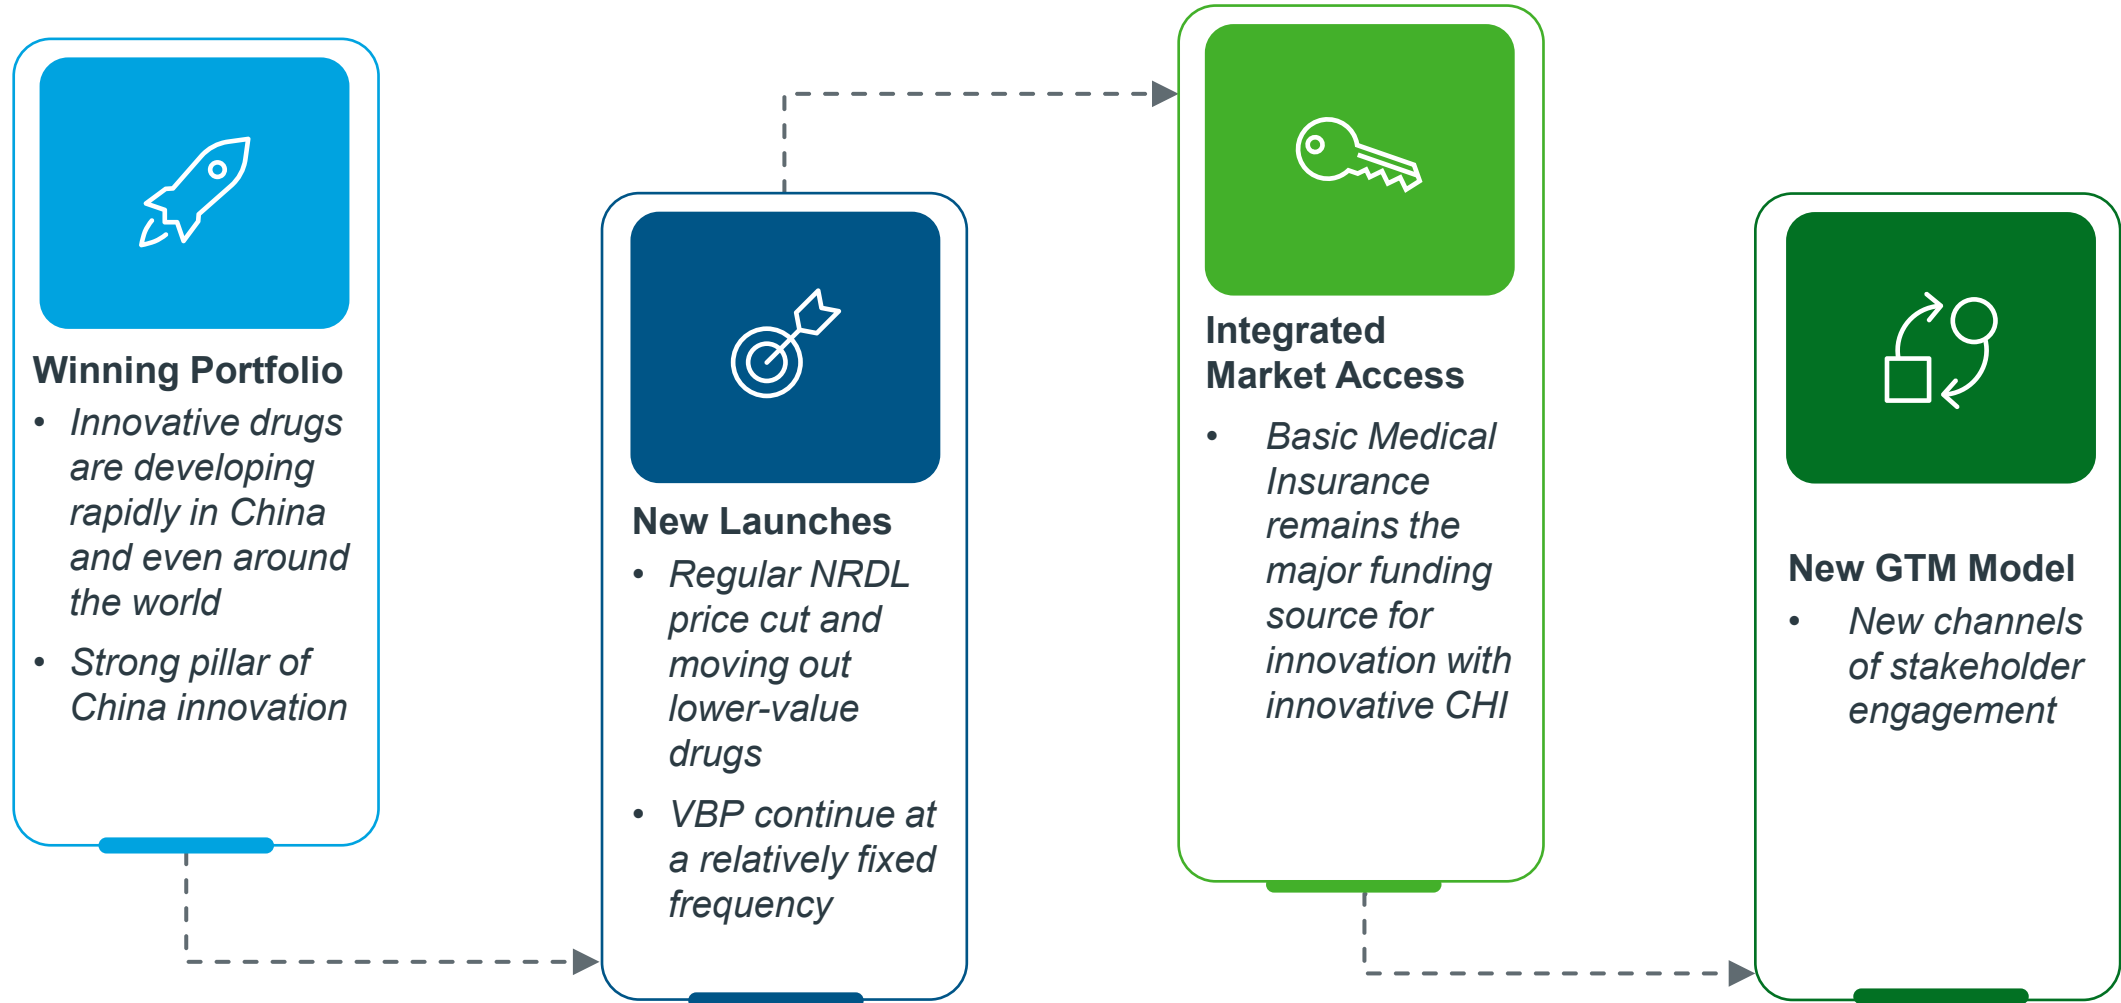 Winning Portfolio
• Innovative drugs
are developing
rapidly in China
and even around
the world
• Strong pillar of
China innovation
New Launches
• Regular NRDL
price cut and
moving out
lower-value
drugs
• VBP continue at
a relatively fixed
frequency
Integrated
Market Access
• Basic Medical
Insurance
remains the
major funding
source for
innovation with
innovative CHI
New GTM Model
• New channels
of stakeholder
engagement